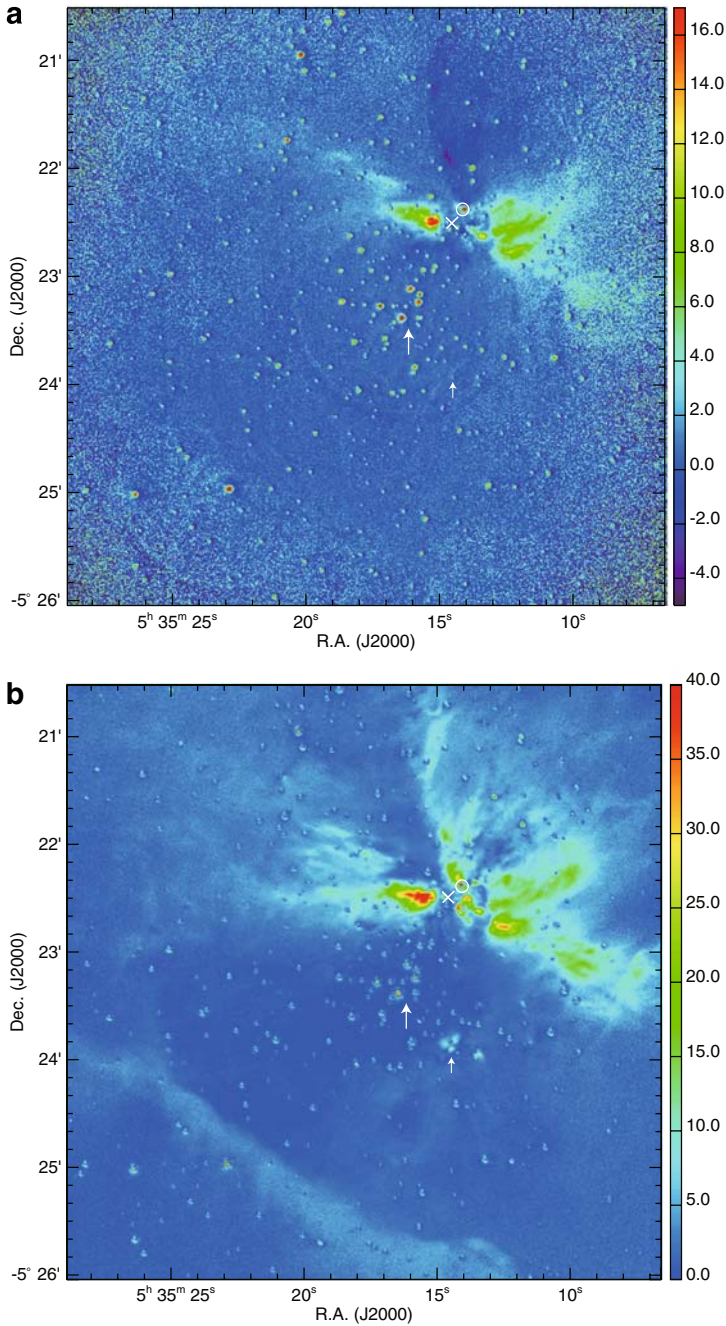 a
21'
22'
23'
24'
25'
-5° 26'
Dec. (J2000)
5ʰ 35ᵐ 25ˢ
20ˢ
15ˢ
10ˢ
R.A. (J2000)
16.0
14.0
12.0
10.0
8.0
6.0
4.0
2.0
0.0
-2.0
-4.0
b
21'
22'
23'
24'
25'
-5° 26'
Dec. (J2000)
5ʰ 35ᵐ 25ˢ
20ˢ
15ˢ
10ˢ
R.A. (J2000)
40.0
35.0
30.0
25.0
20.0
15.0
10.0
5.0
0.0